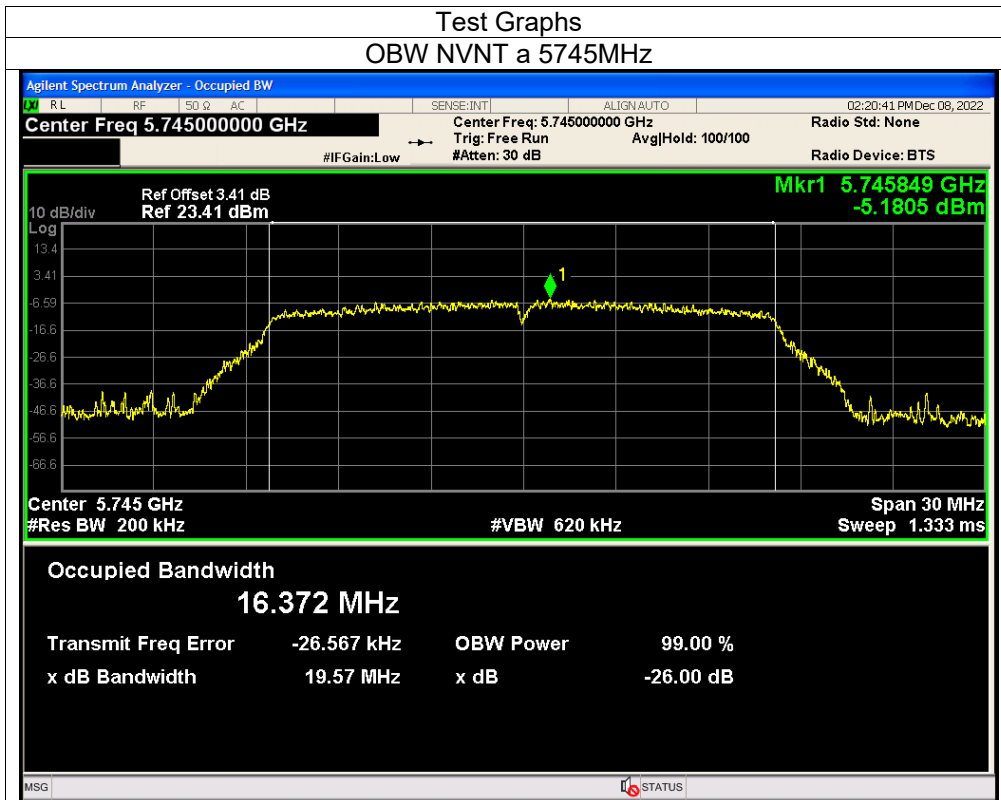 Test Graphs
OBW NVNT a 5745MHz
Agilent Spectrum Analyzer - Occupied BW
LXI RL RF 50 Ω AC SENSE:INT ALIGN AUTO 02:20:41 PM Dec 08, 2022
Center Freq 5.745000000 GHz Center Freq: 5.745000000 GHz Radio Std: None
Trig: Free Run Avg|Hold: 100/100
#IFGain:Low #Atten: 30 dB Radio Device: BTS
Ref Offset 3.41 dB Mkr1 5.745849 GHz
10 dB/div Ref 23.41 dBm -5.1805 dBm
Log
13.4
3.41
1
-6.59
-16.6
-26.6
-36.6
-46.6
-56.6
-66.6
Center 5.745 GHz Span 30 MHz
#Res BW 200 kHz #VBW 620 kHz Sweep 1.333 ms
Occupied Bandwidth
16.372 MHz
Transmit Freq Error -26.567 kHz OBW Power 99.00 %
x dB Bandwidth 19.57 MHz x dB -26.00 dB
MSG STATUS